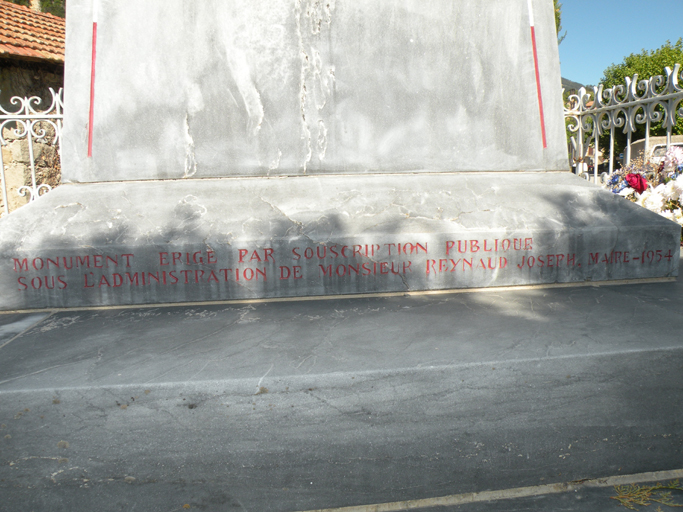 MONUMENT ERIGE PAR SOUSCRIPTION PUBLIQUE
SOUS L'ADMINISTRATION DE MONSIEUR REYNAUD JOSEPH. MAIRE-1954